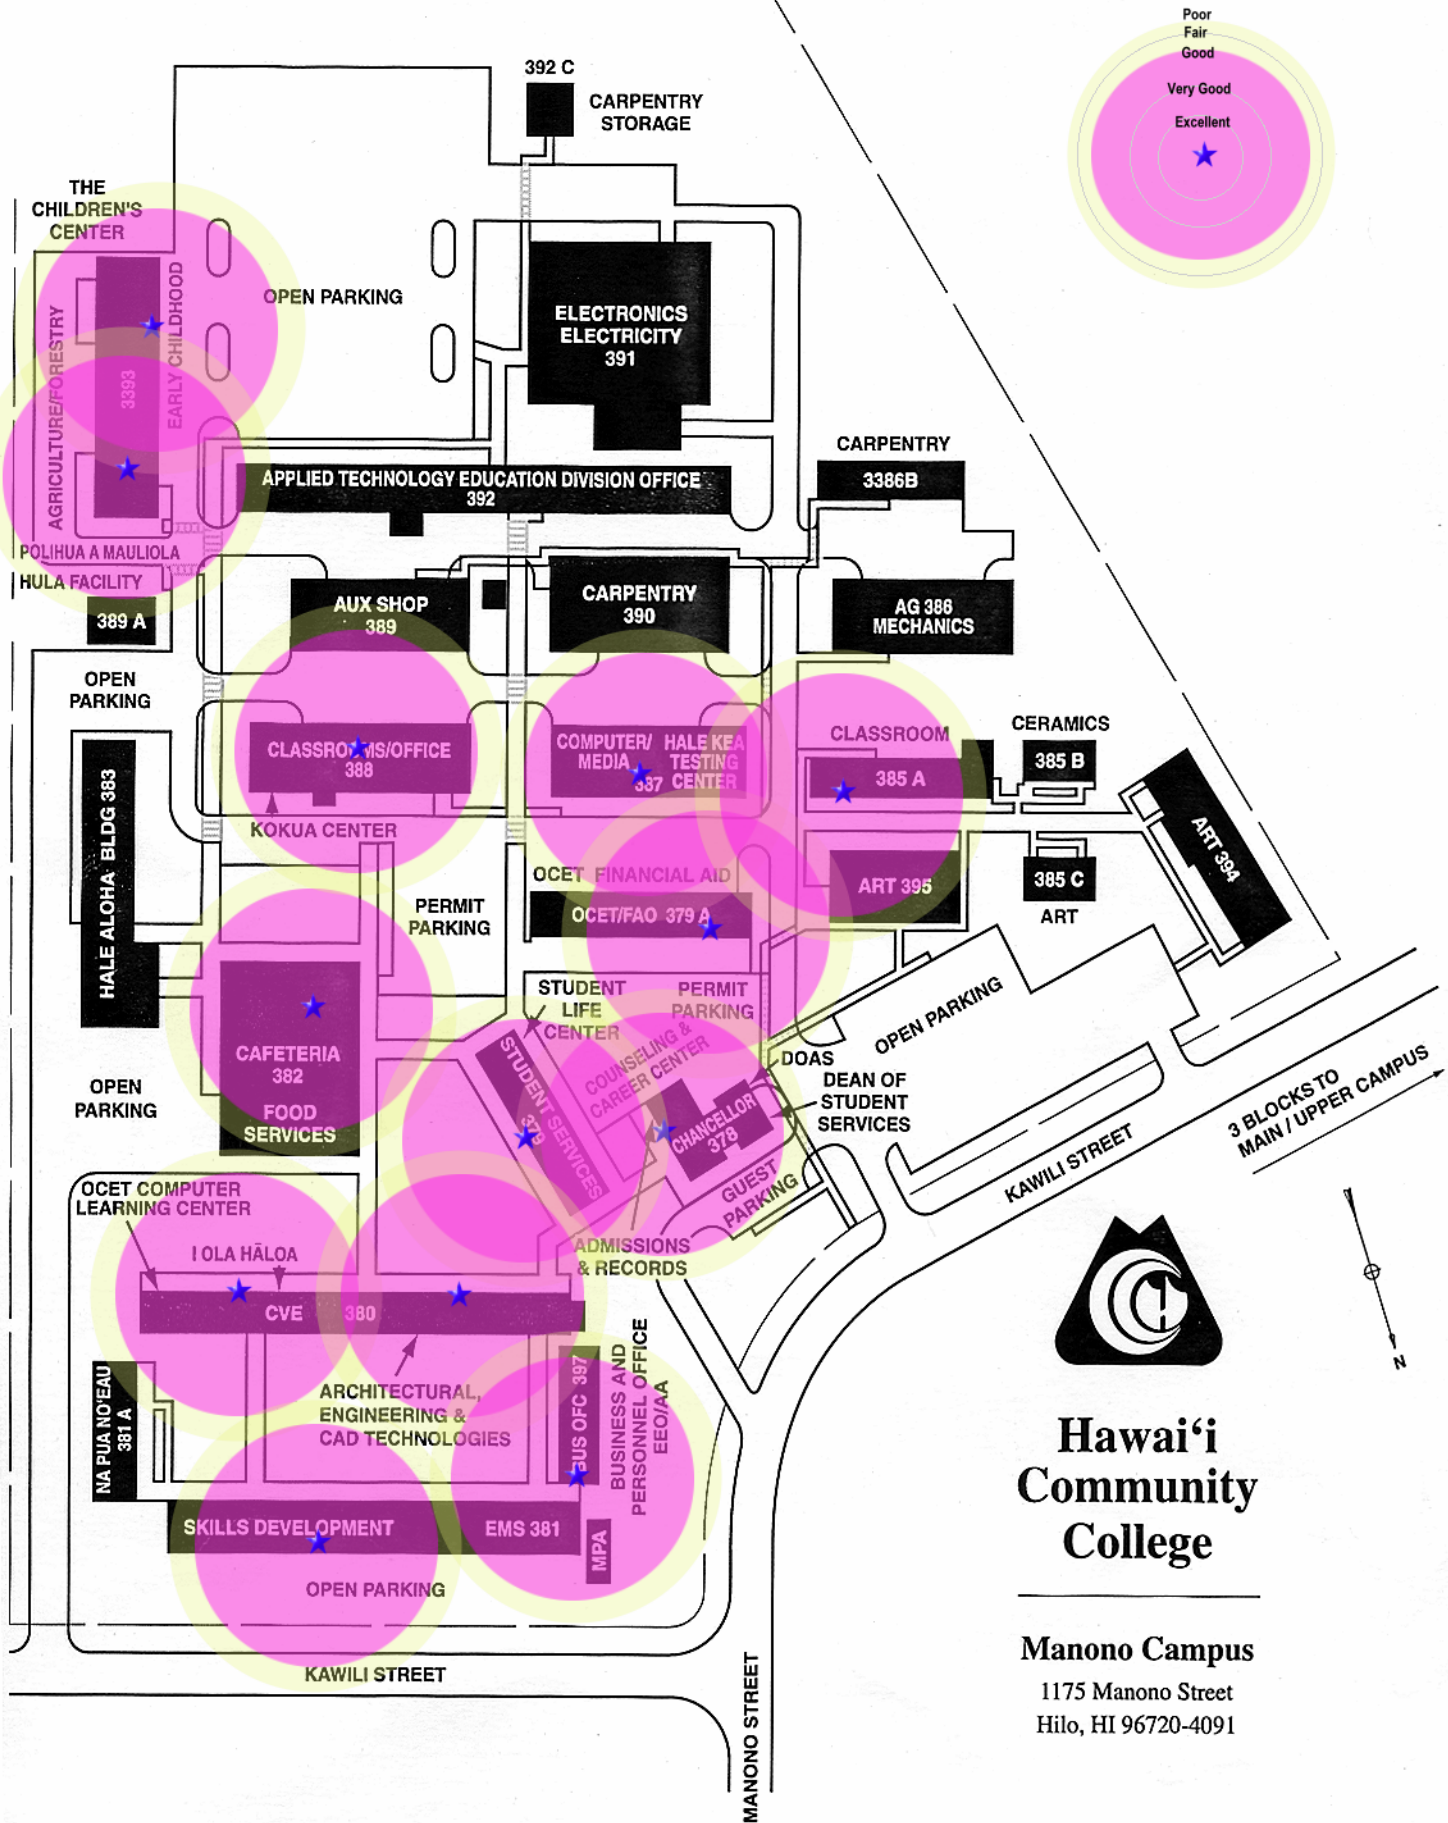 Poor
Fair
Good
Very Good
Excellent
392 C
CARPENTRY
STORAGE
THE
CHILDREN'S
CENTER
OPEN PARKING
EARLY CHILDHOOD
AGRICULTURE/FORESTRY
3393
ELECTRONICS
ELECTRICITY
391
APPLIED TECHNOLOGY EDUCATION DIVISION OFFICE
392
CARPENTRY
3386B
POLIHUA A MAULIOLA
HULA FACILITY
389 A
AUX SHOP
389
CARPENTRY
390
AG 386
MECHANICS
OPEN
PARKING
CLASSROOMS/OFFICE
388
KOKUA CENTER
COMPUTER/
MEDIA
387
HALE KEA
TESTING
CENTER
CLASSROOM
385 A
CERAMICS
385 B
385 C
ART
ART 394
ART 395
HALE ALOHA BLDG 383
OCET FINANCIAL AID
OCET/FAO 379 A
PERMIT
PARKING
STUDENT
LIFE
CENTER
PERMIT
PARKING
OPEN PARKING
CAFETERIA
382
FOOD
SERVICES
OPEN
PARKING
STUDENT SERVICES
379
COUNSELING &
CAREER CENTER
CHANCELLOR
378
DOAS
DEAN OF
STUDENT
SERVICES
GUEST
PARKING
ADMISSIONS
& RECORDS
3 BLOCKS TO
MAIN / UPPER CAMPUS
KAWILI STREET
OCET COMPUTER
LEARNING CENTER
I OLA HĀLOA
CVE 380
ARCHITECTURAL,
ENGINEERING &
CAD TECHNOLOGIES
NA PUA NO'EAU
381 A
BUS OFC 397
BUSINESS AND
PERSONNEL OFFICE
EEO/AA
SKILLS DEVELOPMENT
EMS 381
MPA
OPEN PARKING
KAWILI STREET
MANONO STREET
N
Hawai‘i
Community
College
Manono Campus
1175 Manono Street
Hilo, HI 96720-4091